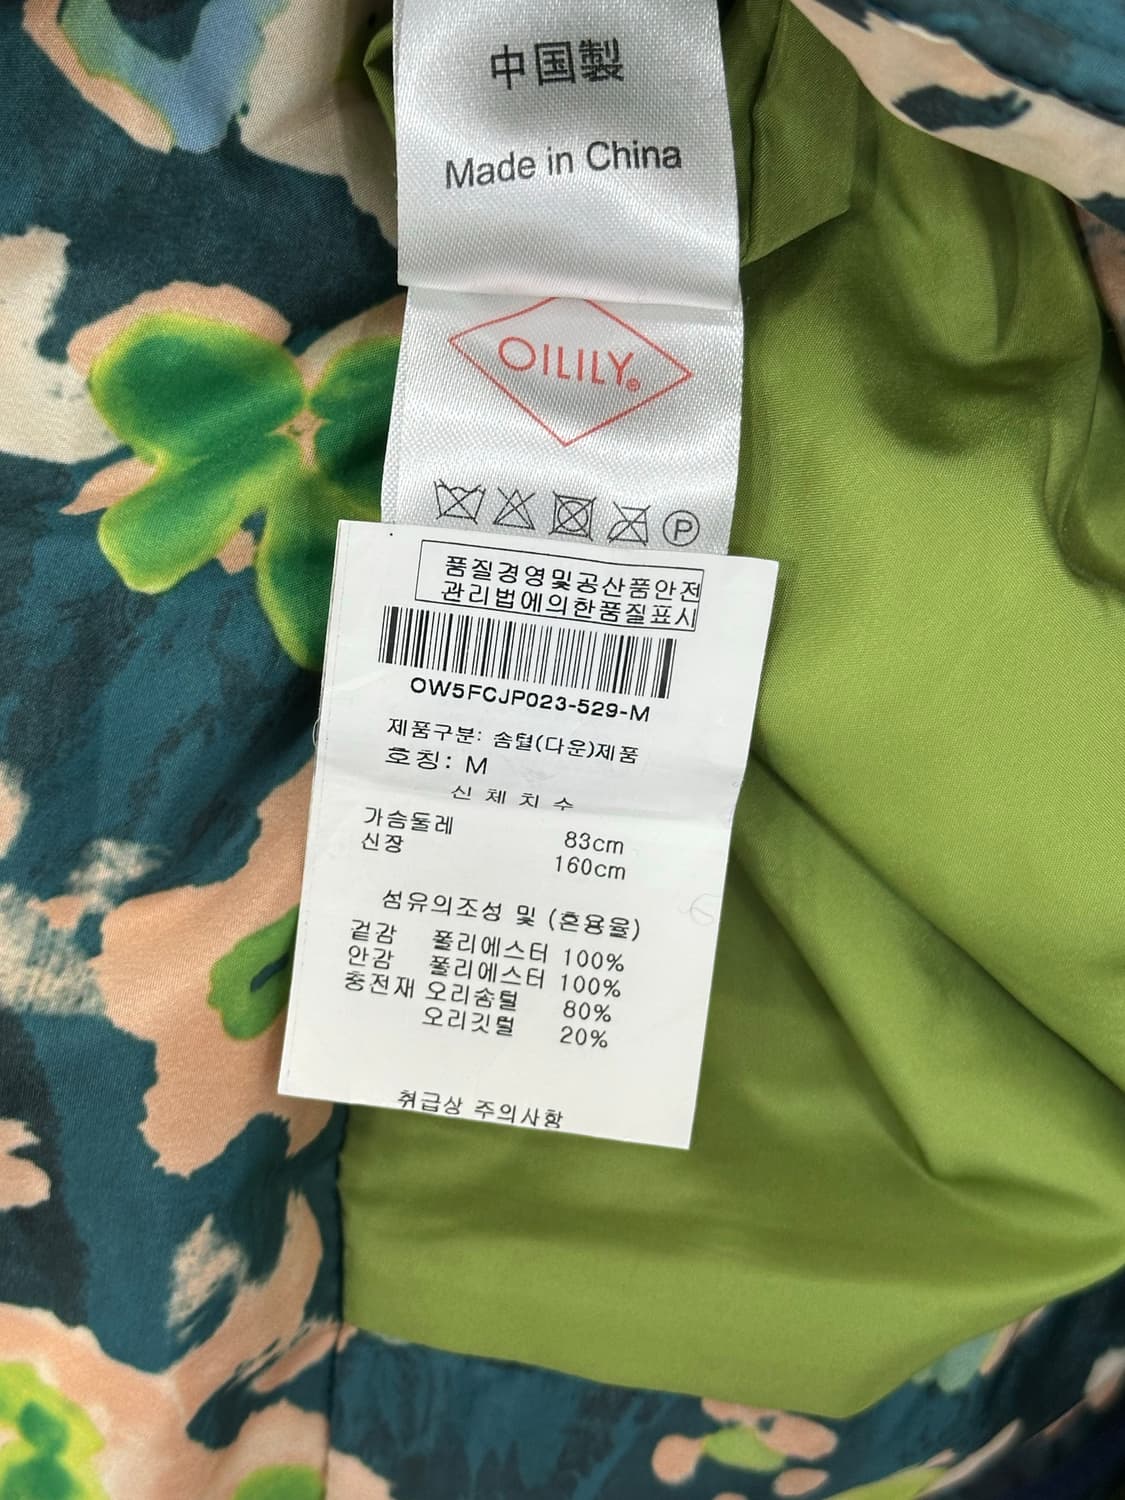 中国製
Made in China
OILILY®
P
품질경영및공산품안전
관리법에의한품질표시
OW5FCJP023-529-M
제품구분: 솜털(다운)제품
호칭: M
신 체 치 수
가슴둘레 83cm
신장 160cm
섬유의조성 및 (혼용율)
겉감 폴리에스터 100%
안감 폴리에스터 100%
충전재 오리솜털 80%
오리깃털 20%
취급상 주의사항